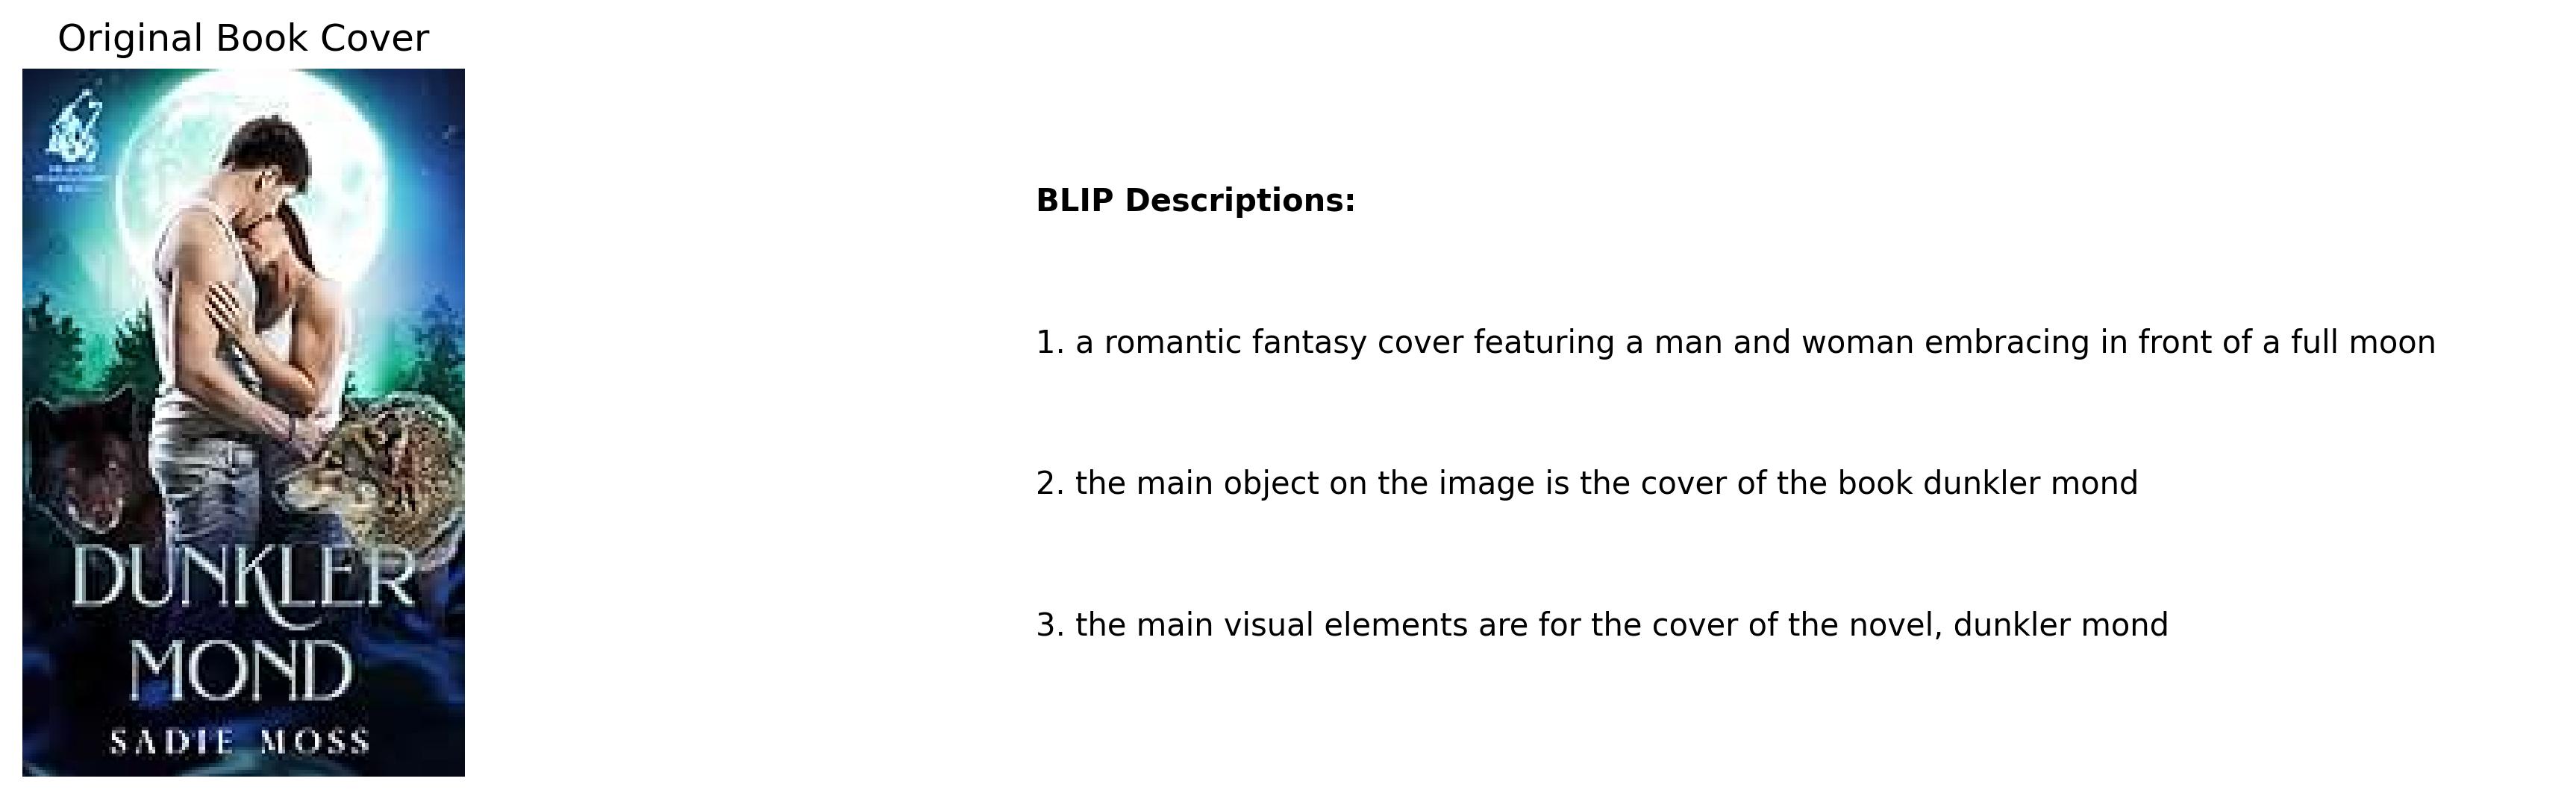 Original Book Cover
DUNKLER
MOND
SADIE MOSS
BLIP Descriptions:
1. a romantic fantasy cover featuring a man and woman embracing in front of a full moon
2. the main object on the image is the cover of the book dunkler mond
3. the main visual elements are for the cover of the novel, dunkler mond